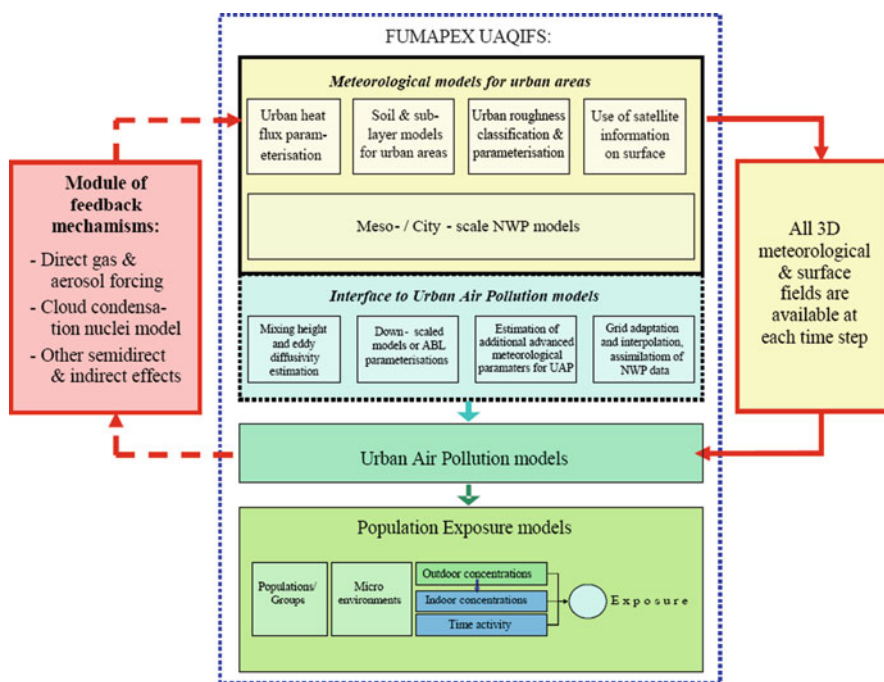 FUMAPEX UAQIFS:
Meteorological models for urban areas
Urban heat
flux param-
eterisation
Soil & sub-
layer models
for urban areas
Urban roughness
classification &
parameterisation
Use of satellite
information
on surface
Meso- / City - scale NWP models
Module of
feedback
mechamisms:
- Direct gas &
aerosol forcing
- Cloud condensa-
tion nuclei model
- Other semidirect
& indirect effects
All 3D
meteorological
& surface
fields are
available at
each time step
Interface to Urban Air Pollution models
Mixing height
and eddy
diffusivity
estimation
Down- scaled
models or ABL
parameterisations
Estimation of
additional advanced
meteorological
paramaters for UAP
Grid adaptation
and interpolation,
assimilatiom of
NWP data
Urban Air Pollution models
Population Exposure models
Populations/
Groups
Micro
environments
Outdoor concentrations
Indoor concentrations
Time activity
Exposure